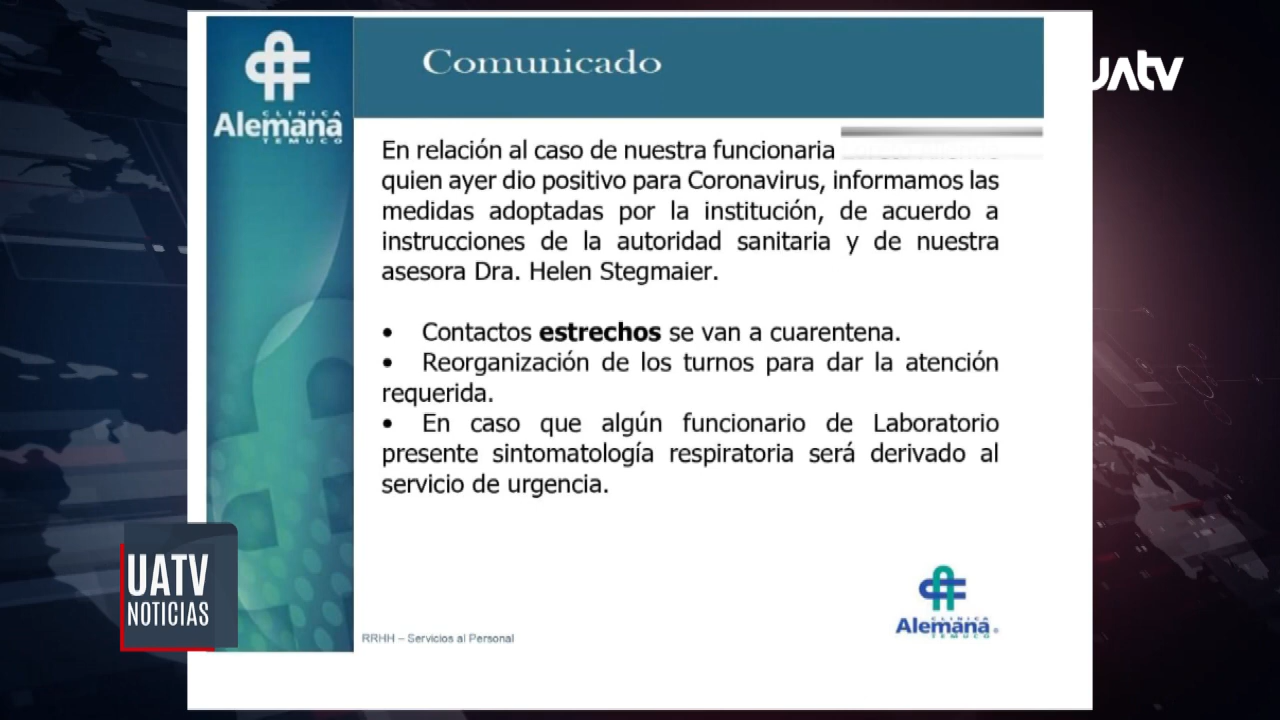 Comunicado
CLINICA
Alemana
TEMUCO
uatv
En relación al caso de nuestra funcionaria
quien ayer dio positivo para Coronavirus, informamos las
medidas adoptadas por la institución, de acuerdo a
instrucciones de la autoridad sanitaria y de nuestra
asesora Dra. Helen Stegmaier.
• Contactos estrechos se van a cuarentena.
• Reorganización de los turnos para dar la atención
requerida.
• En caso que algún funcionario de Laboratorio
presente sintomatología respiratoria será derivado al
servicio de urgencia.
UATV
NOTICIAS
RRHH – Servicios al Personal
CLINICA
Alemana®
TEMUCO